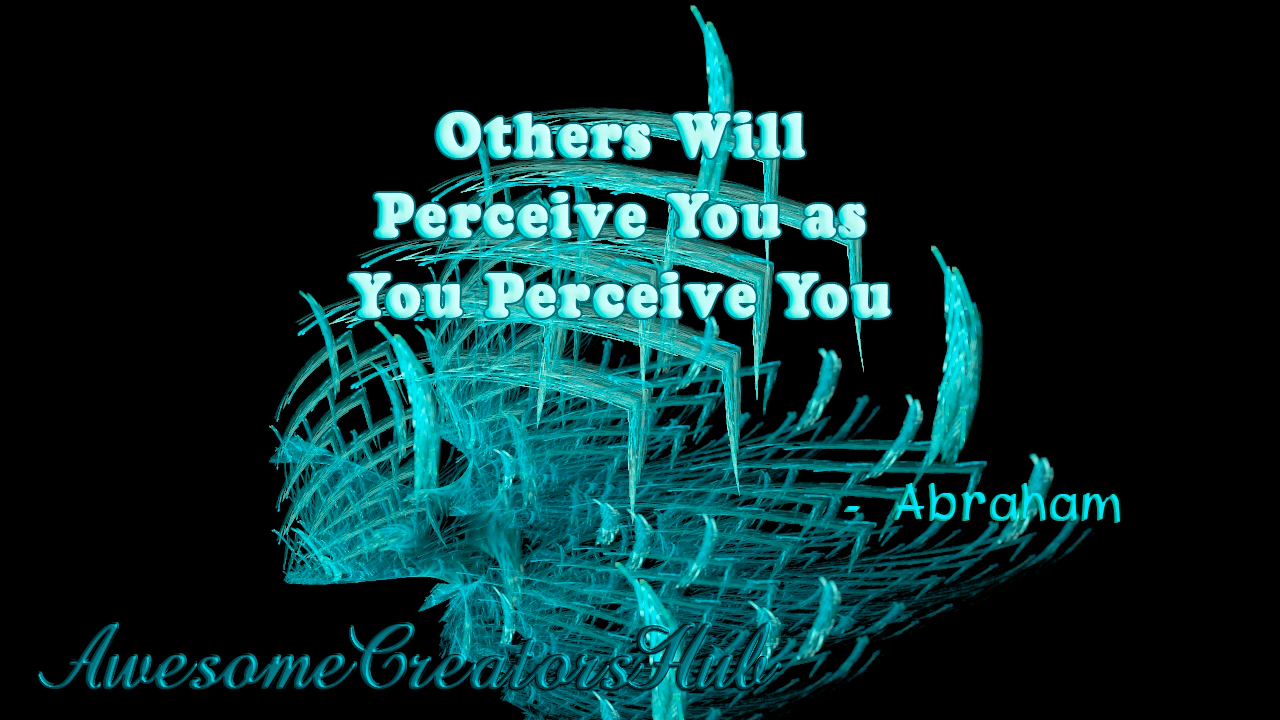 Others Will
Perceive You as
You Perceive You
- Abraham
AwesomeCreatorsHub